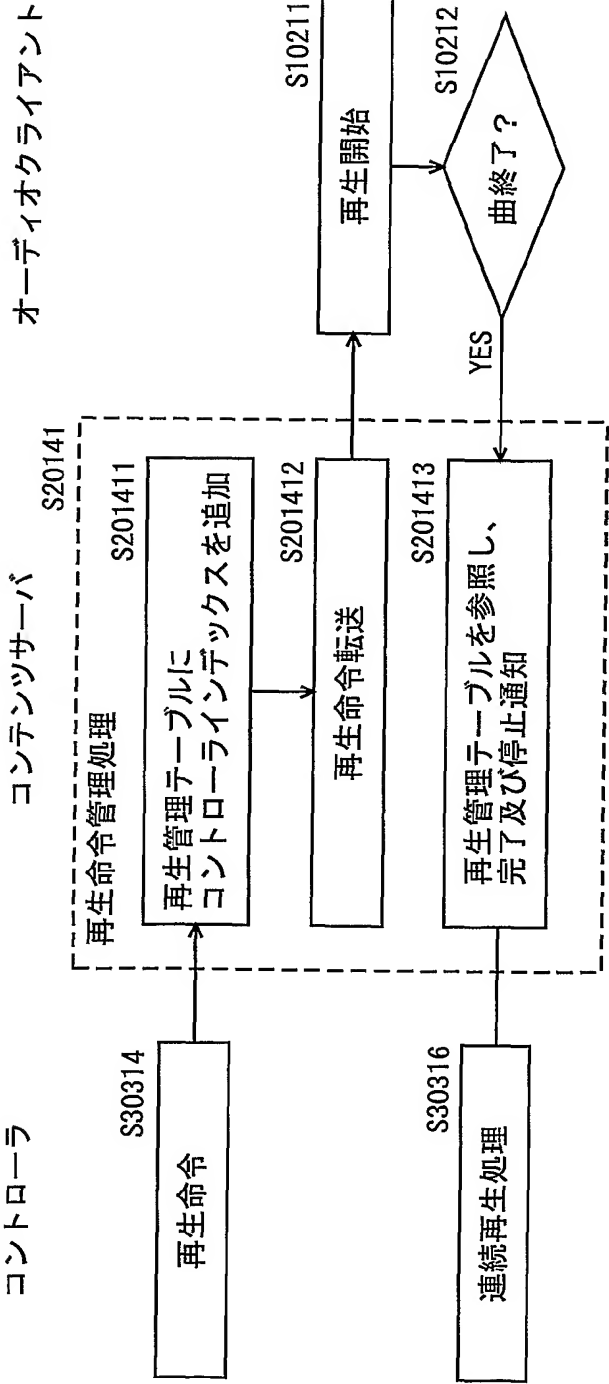 コントローラ
コンテンツサーバ
オーディオクライアント
S30314
再生命令
S20141
再生命令管理処理
S201411
再生管理テーブルに
コントローラインデックスを追加
S201412
再生命令転送
S10211
再生開始
S10212
曲終了?
YES
S201413
再生管理テーブルを参照し、
完了及び停止通知
S30316
連続再生処理